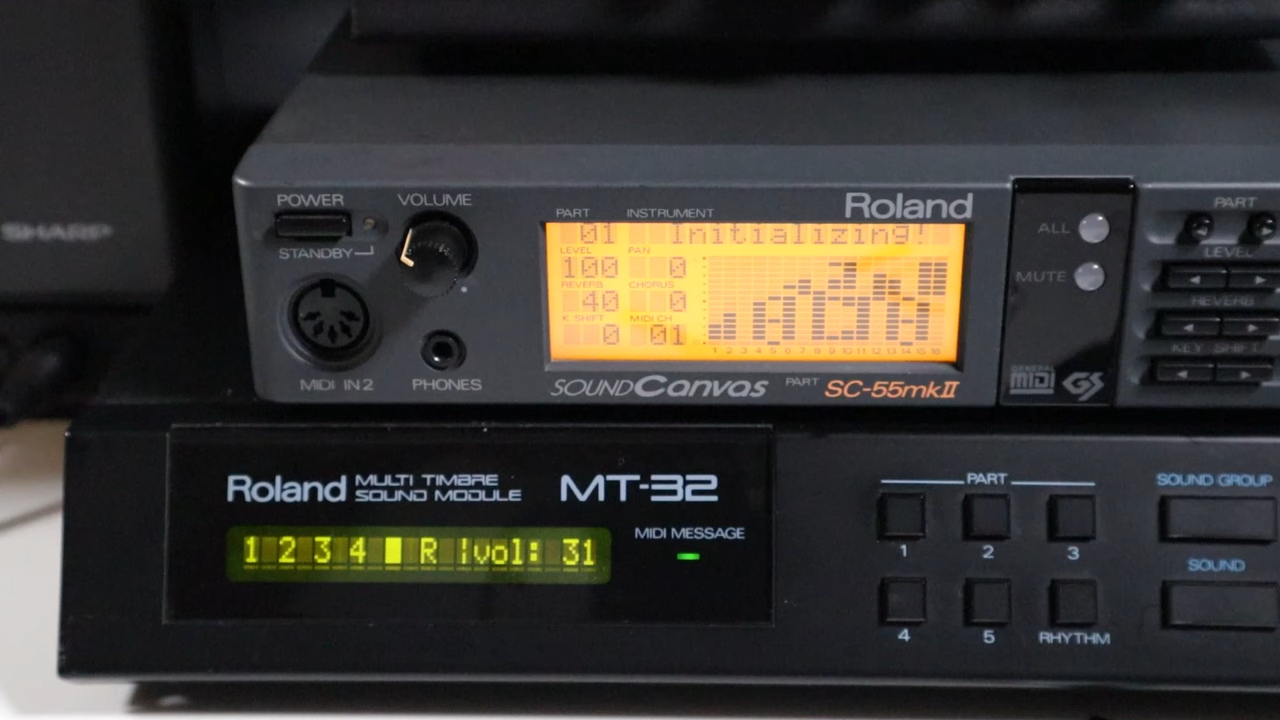 SHARP
POWER
VOLUME
STANDBY
MIDI IN 2
PHONES
PART INSTRUMENT
Roland
01 Initializing!
LEVEL PAN
100 0
REVERB CHORUS
40 0
K SHIFT MIDI CH
0 01
1 2 3 4 5 6 7 8 9 10 11 12 13 14 15 16
SOUND Canvas PART SC-55mkII
ALL
MUTE
GENERAL
MIDI GS
PART
LEVEL
REVERB
KEY SHIFT
Roland MULTI TIMBRE
SOUND MODULE MT-32
MIDI MESSAGE
1 2 3 4 █ R |vol: 31
PART
1 2 3
4 5 RHYTHM
SOUND GROUP
SOUND